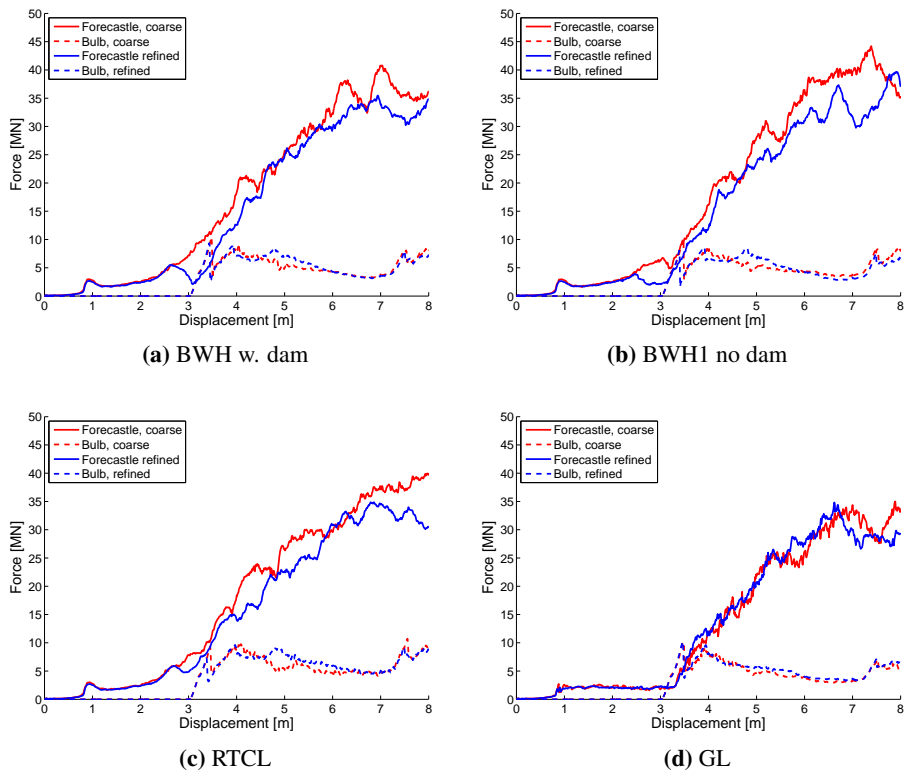 Forecastle, coarse
Bulb, coarse
Forecastle refined
Bulb, refined
Force [MN]
50
45
40
35
30
25
20
15
10
5
0
0 1 2 3 4 5 6 7 8
Displacement [m]
(a) BWH w. dam
Forecastle, coarse
Bulb, coarse
Forecastle refined
Bulb, refined
Force [MN]
50
45
40
35
30
25
20
15
10
5
0
0 1 2 3 4 5 6 7 8
Displacement [m]
(b) BWH1 no dam
Forecastle, coarse
Bulb, coarse
Forecastle refined
Bulb, refined
Force [MN]
50
45
40
35
30
25
20
15
10
5
0
0 1 2 3 4 5 6 7 8
Displacement [m]
(c) RTCL
Forecastle, coarse
Bulb, coarse
Forecastle refined
Bulb, refined
Force [MN]
50
45
40
35
30
25
20
15
10
5
0
0 1 2 3 4 5 6 7 8
Displacement [m]
(d) GL